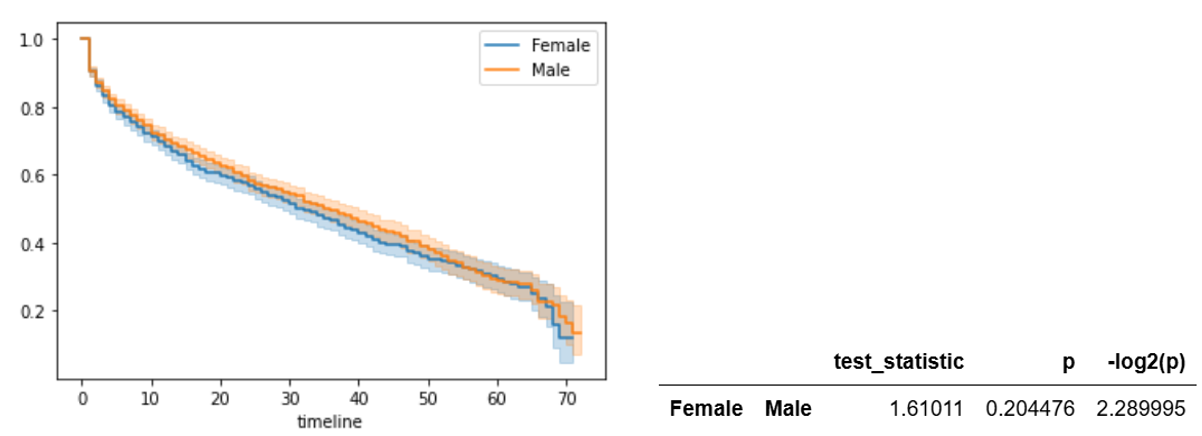 1.0
0.8
0.6
0.4
0.2
Female
Male
0 10 20 30 40 50 60 70
timeline
test_statistic p -log2(p)
Female Male 1.61011 0.204476 2.289995